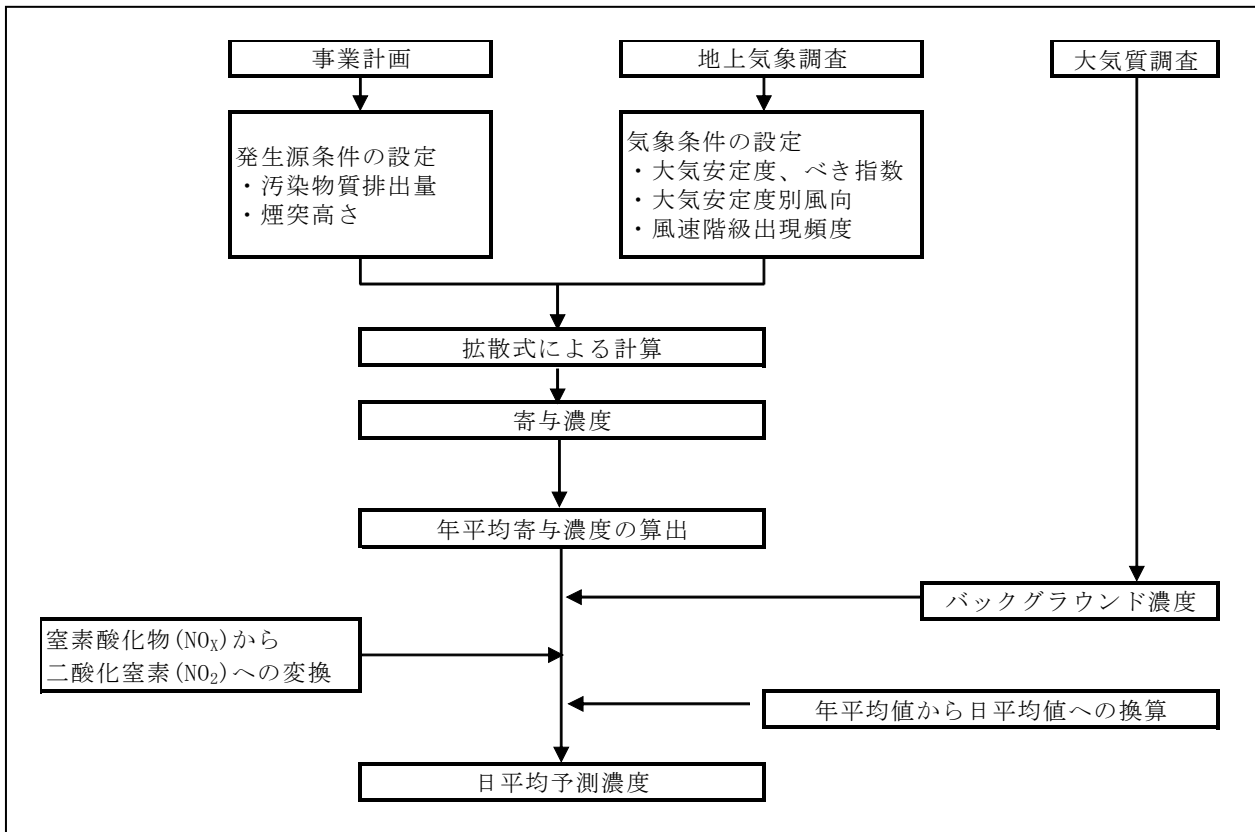 事業計画
地上気象調査
大気質調査
発生源条件の設定
・汚染物質排出量
・煙突高さ
気象条件の設定
・大気安定度、べき指数
・大気安定度別風向
・風速階級出現頻度
拡散式による計算
寄与濃度
年平均寄与濃度の算出
バックグラウンド濃度
窒素酸化物(NOX)から
二酸化窒素(NO2)への変換
年平均値から日平均値への換算
日平均予測濃度